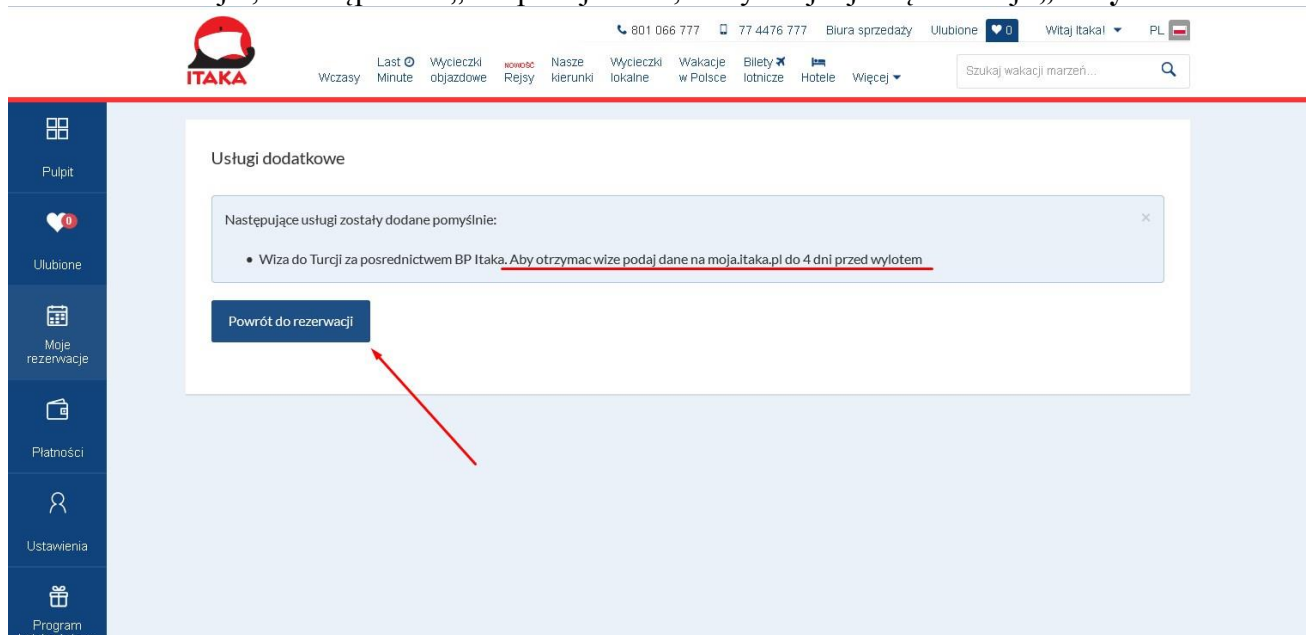 801 066 777 77 4476 777 Biura sprzedaży Ulubione 0 Witaj Itaka! PL
ITAKA
Wczasy
Last Minute
Wycieczki objazdowe
NOWOŚĆ Rejsy
Nasze kierunki
Wycieczki lokalne
Wakacje w Polsce
Bilety lotnicze
Hotele
Więcej
Szukaj wakacji marzeń...
Pulpit
0
Ulubione
Moje
rezerwacje
Płatności
Ustawienia
Program
Usługi dodatkowe
Następujące usługi zostały dodane pomyślnie:
• Wiza do Turcji za posrednictwem BP Itaka. Aby otrzymac wize podaj dane na moja.itaka.pl do 4 dni przed wylotem
Powrót do rezerwacji